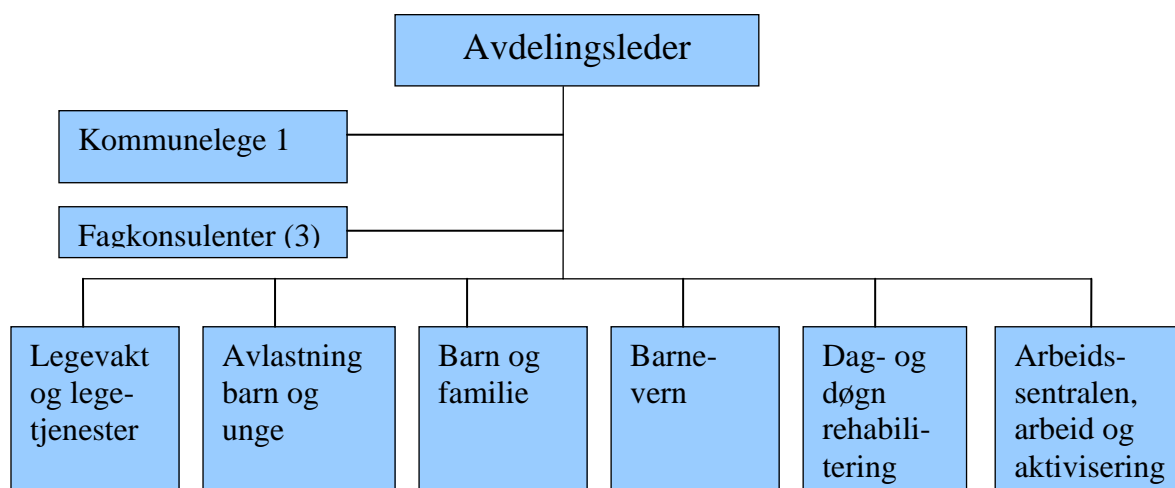 Avdelingsleder
Kommunelege 1
Fagkonsulenter (3)
Legevakt
og lege-
tjenester
Avlastning
barn og
unge
Barn og
familie
Barne-
vern
Dag- og
døgn
rehabili-
tering
Arbeids-
sentralen,
arbeid og
aktivisering